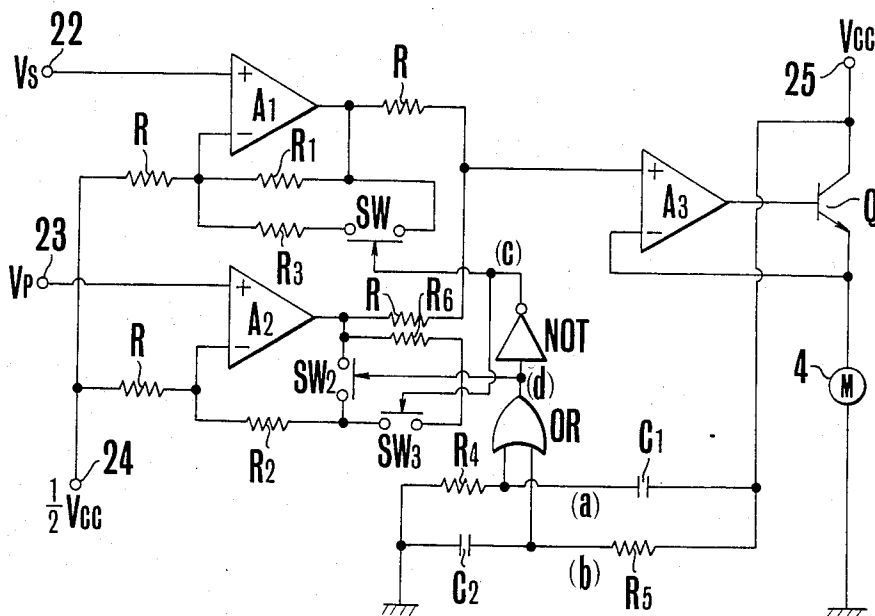 22
VCC
VS
R
25
+
A1
−
R
R1
+
A3
−
Q
SW
23
R3
(c)
VP
R
R6
+
A2
−
NOT
R
SW2
(d)
4
M
OR
R2
SW3
24
R4
C1
1/2 VCC
(a)
C2
(b)
R5